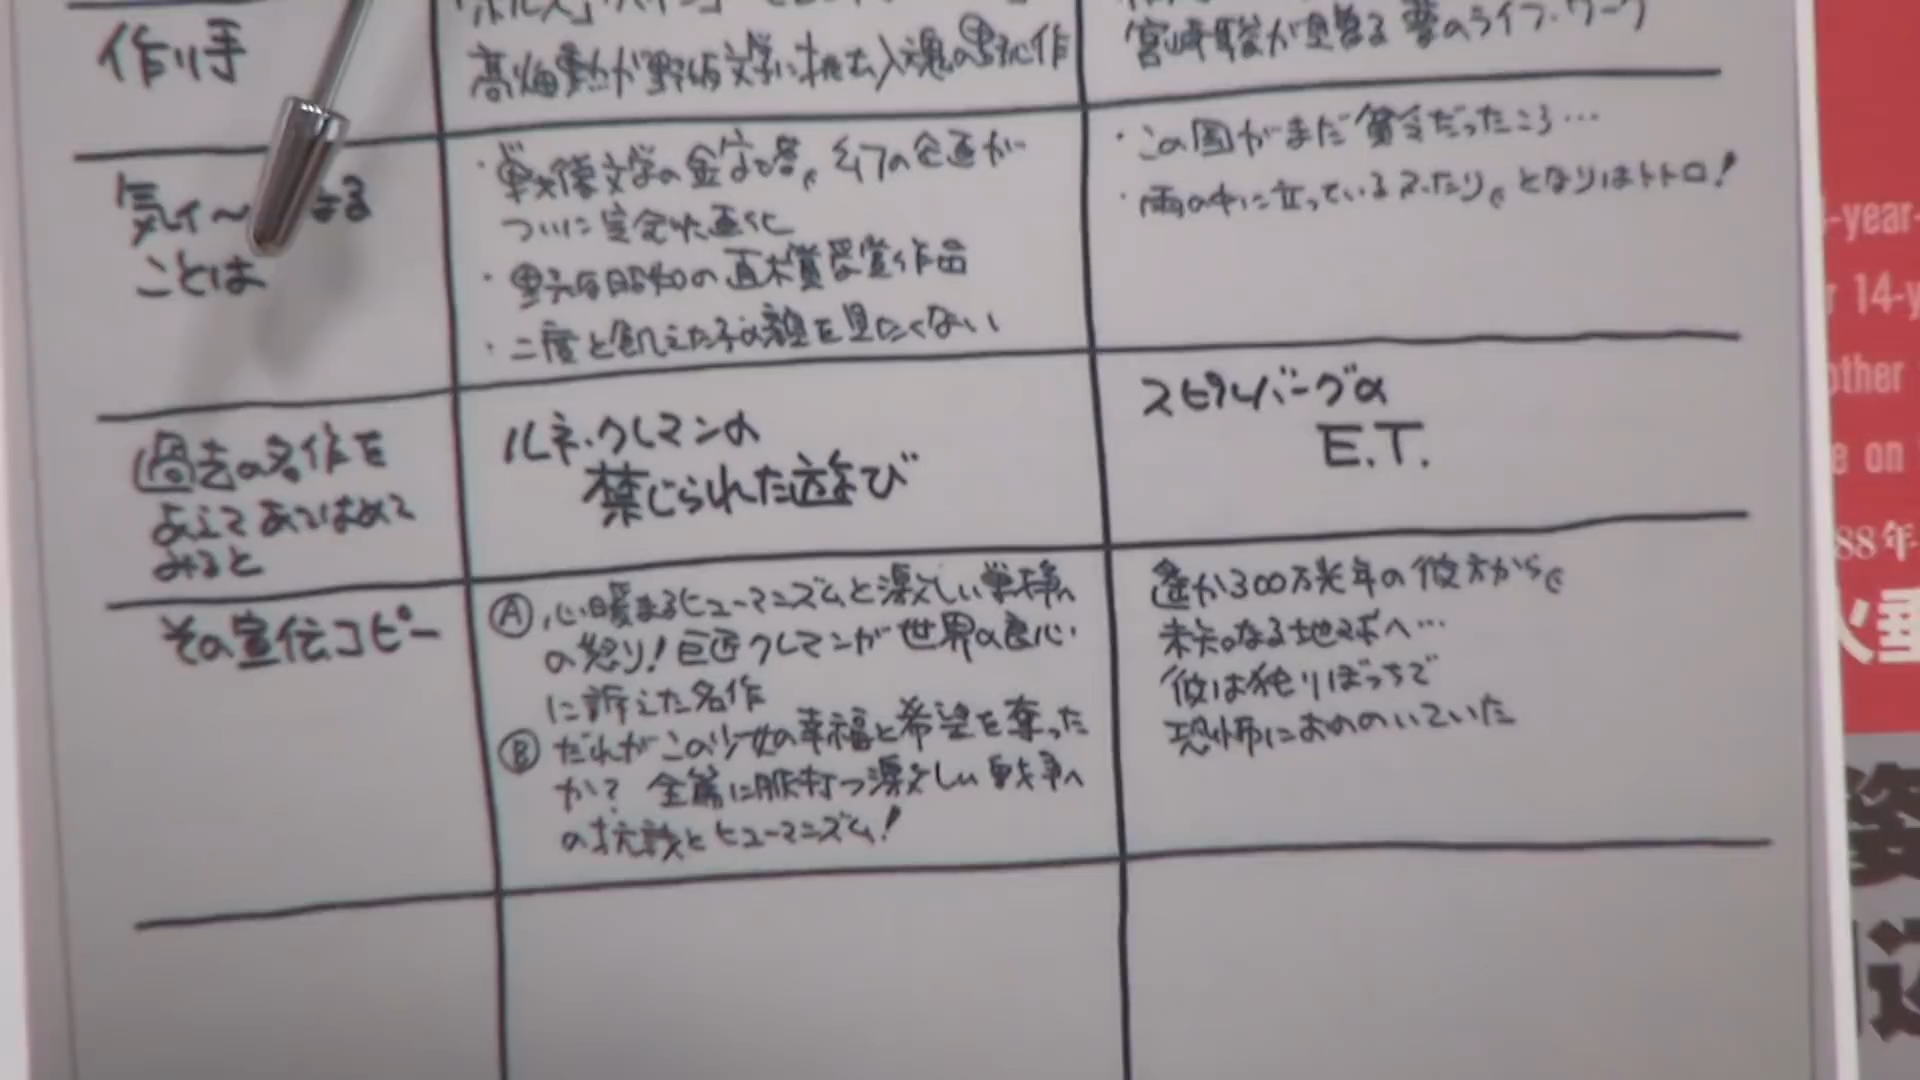 作り手
高畑勲が野坂文学に挑む入魂の野心作
宮崎駿が更なる夢のライフ・ワーク
気
ことは
・戦後文学の金字塔。幻の企画が
ついに完全映画化
・野坂昭如の直木賞受賞作品
・二度と飢えた子の顔を見たくない
・この国がまだ貧乏だったころ…
・雨の中に立っているふたり。となりはトトロ!
過去の名作を
あえてあてはめて
みると
ルネ・クレマンの
禁じられた遊び
スピルバーグの
E.T.
その宣伝コピー
Ⓐ 心暖まるヒューマニズムと激しい戦争へ
の怒り!巨匠クレマンが世界の良心
に訴えた名作
Ⓑ だれがこの少女の幸福と希望を奪った
か? 全篇に脈打つ激しい戦争へ
の抗議とヒューマニズム!
遥か300万光年の彼方から。
未知なる地球へ…
彼は独りぼっちで
恐怖におののいていた
-year-
14-y
other
e on
88年